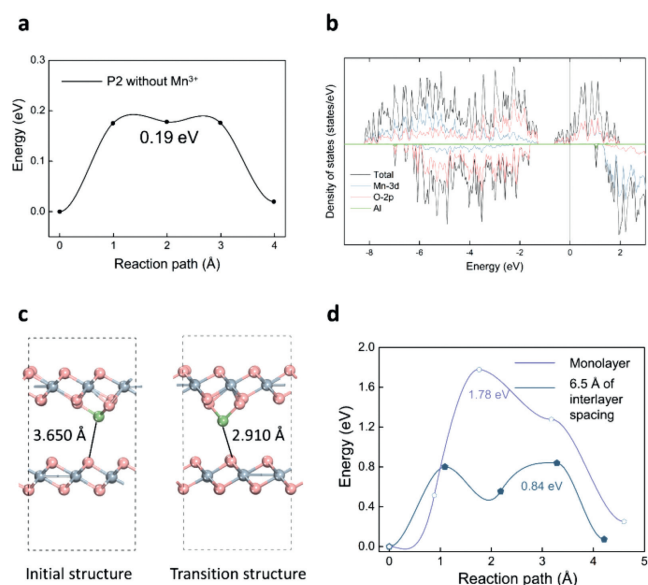 a
0.3
0.2
0.1
0.0
Energy (eV)
P2 without Mn³⁺
0.19 eV
0
1
2
3
4
Reaction path (Å)
b
Density of states (states/eV)
Total
Mn-3d
O-2p
Al
-8
-6
-4
-2
0
2
Energy (eV)
c
3.650 Å
2.910 Å
Initial structure
Transition structure
d
2.0
1.6
1.2
0.8
0.4
0.0
Energy (eV)
Monolayer
6.5 Å of
interlayer
spacing
1.78 eV
0.84 eV
0
1
2
3
4
5
Reaction path (Å)